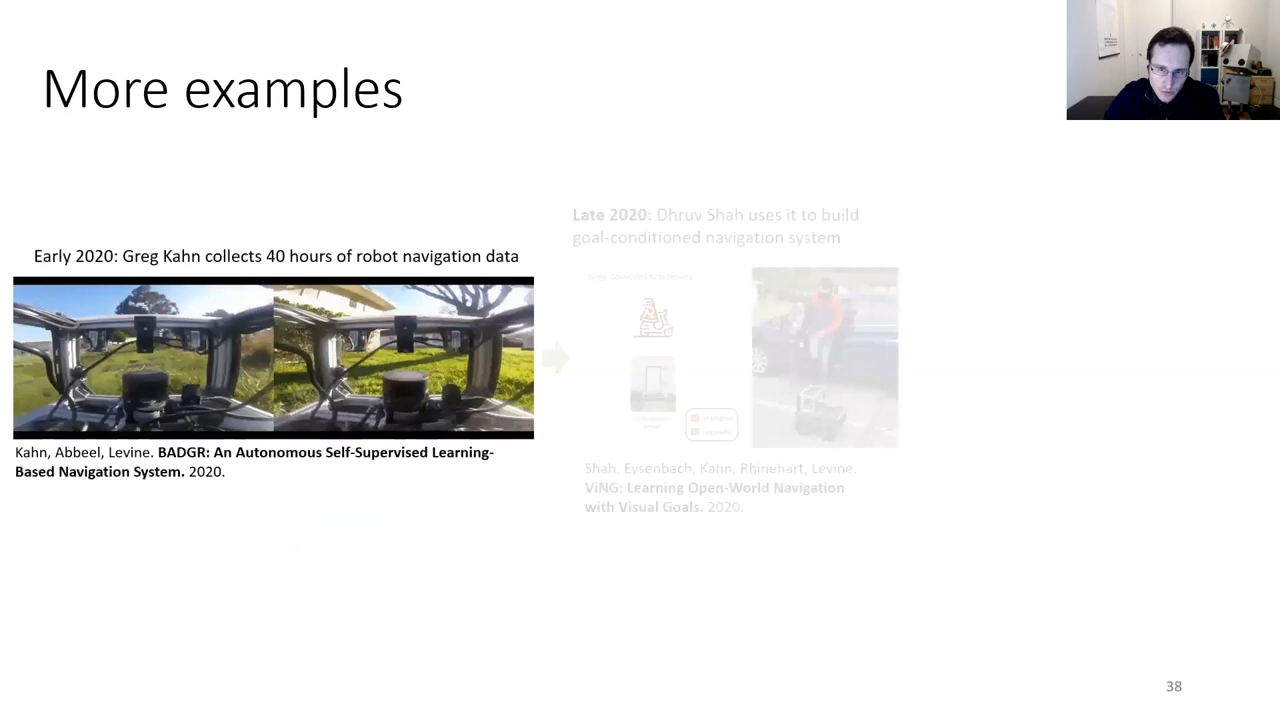 More examples
Early 2020: Greg Kahn collects 40 hours of robot navigation data
Kahn, Abbeel, Levine. BADGR: An Autonomous Self-Supervised Learning-
Based Navigation System. 2020.
Late 2020: Dhruv Shah uses it to build
goal-conditioned navigation system
Shah, Eysenbach, Kahn, Rhinehart, Levine.
ViNG: Learning Open-World Navigation
with Visual Goals. 2020.
38